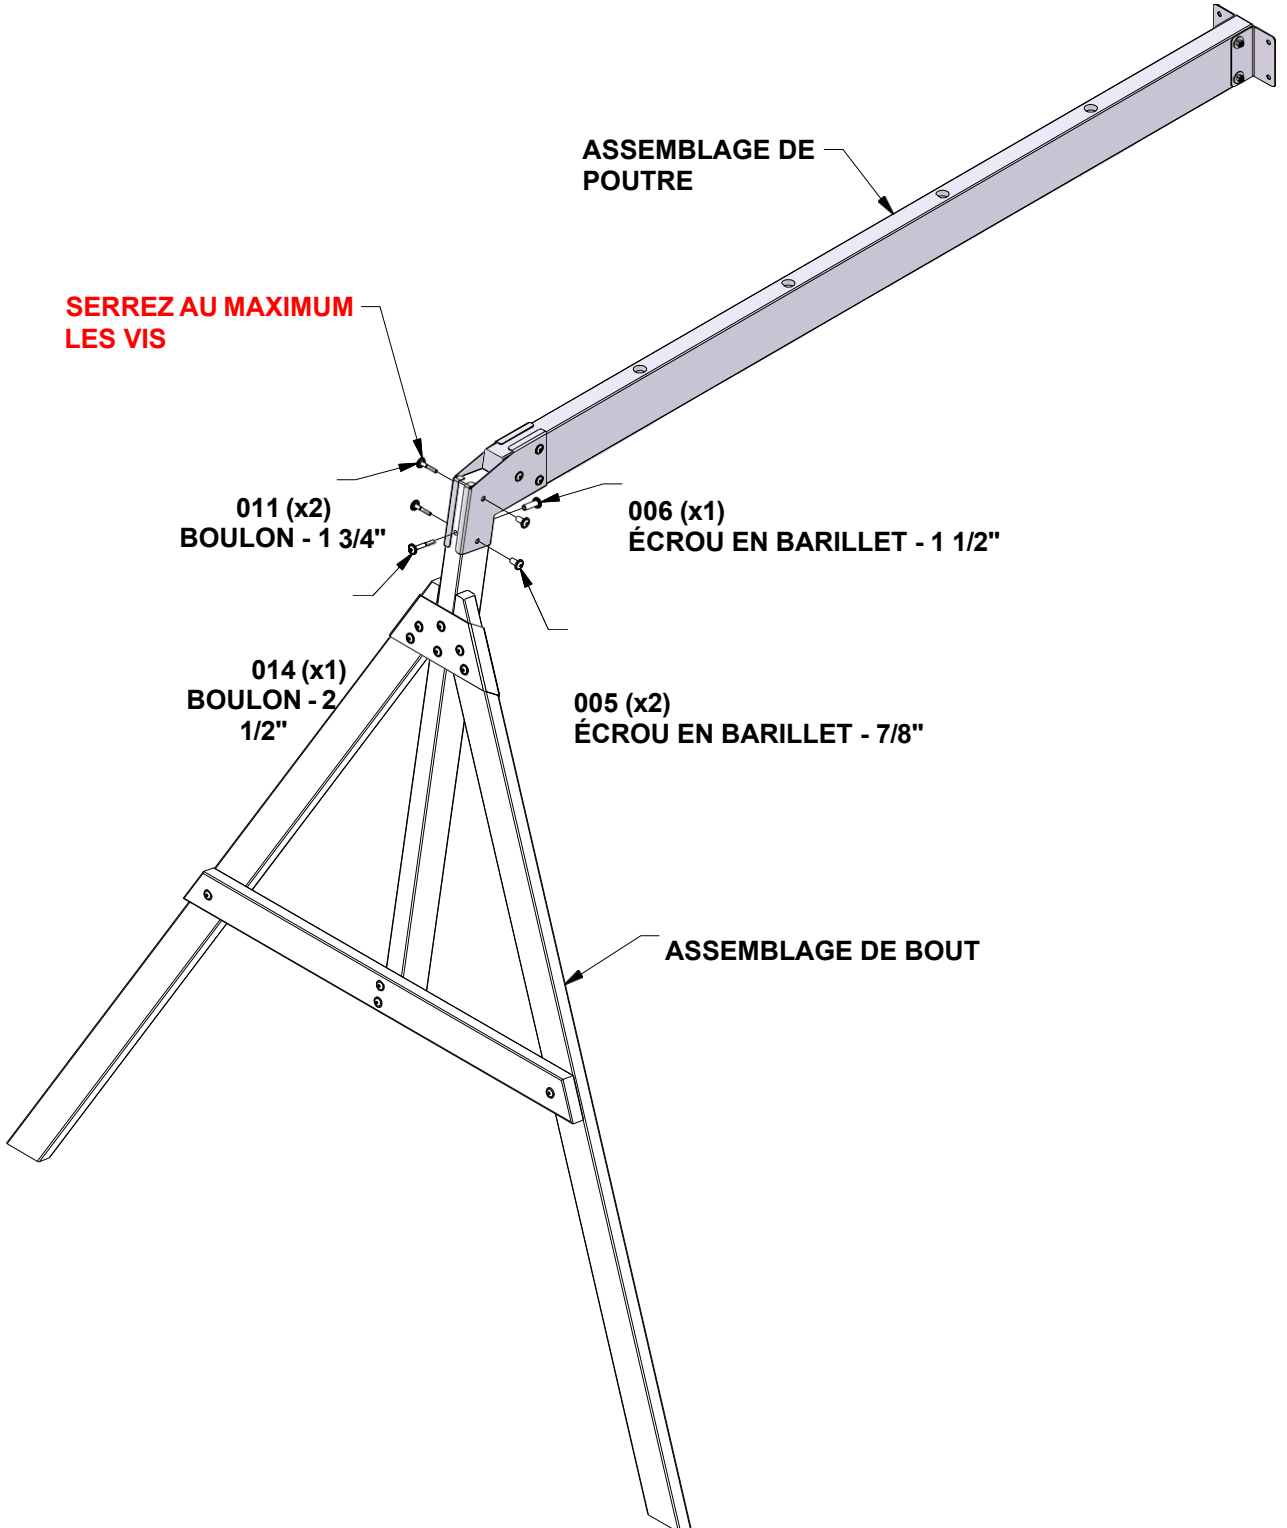 ASSEMBLAGE DE
POUTRE
SERREZ AU MAXIMUM
LES VIS
011 (x2)
BOULON - 1 3/4"
006 (x1)
ÉCROU EN BARILLET - 1 1/2"
014 (x1)
BOULON - 2
1/2"
005 (x2)
ÉCROU EN BARILLET - 7/8"
ASSEMBLAGE DE BOUT